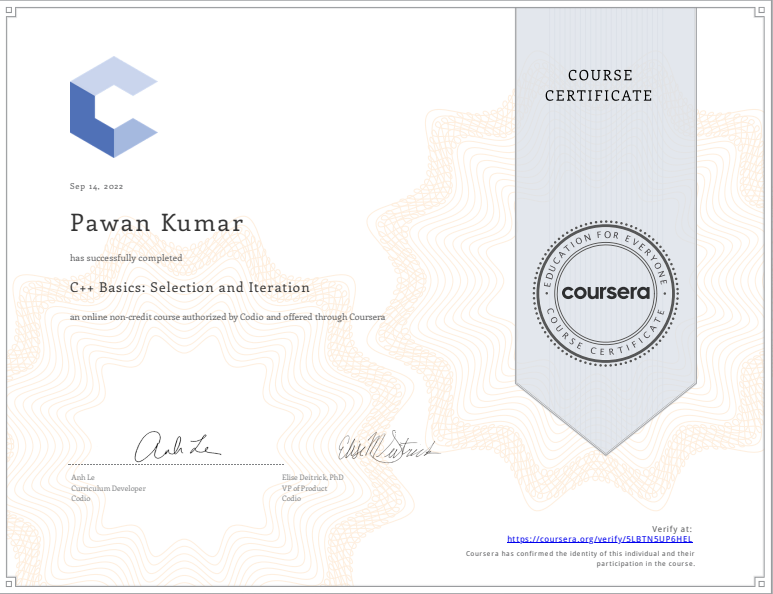 COURSE
CERTIFICATE
Sep 14, 2022
Pawan Kumar
has successfully completed
C++ Basics: Selection and Iteration
an online non-credit course authorized by Codio and offered through Coursera
EDUCATION FOR EVERYONE
coursera
COURSE CERTIFICATE
Anh Le
Elise M Deitrick
Anh Le
Curriculum Developer
Codio
Elise Deitrick, PhD
VP of Product
Codio
Verify at:
https://coursera.org/verify/5LBTN5UP6HEL
Coursera has confirmed the identity of this individual and their
participation in the course.